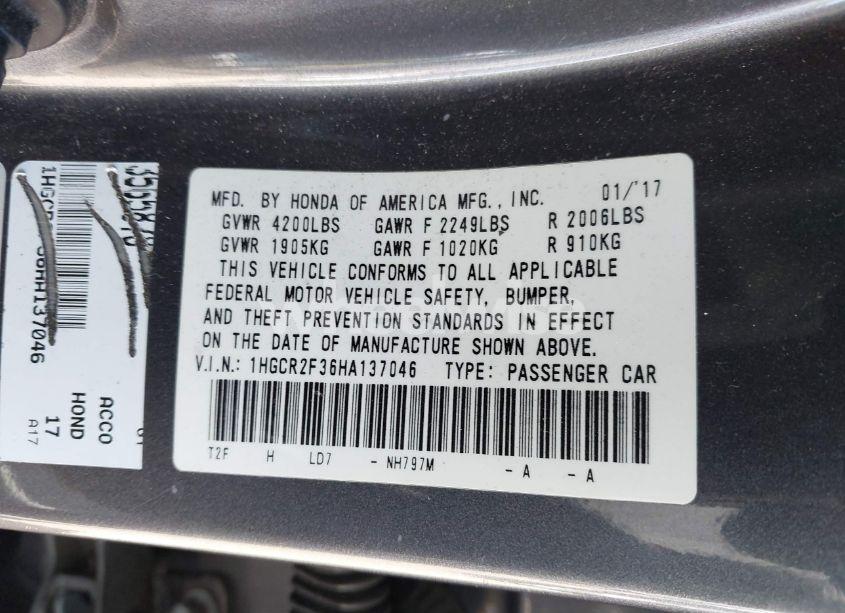 MFD. BY HONDA OF AMERICA MFG., INC. 01/'17
GVWR 4200LBS GAWR F 2249LBS R 2006LBS
GVWR 1905KG GAWR F 1020KG R 910KG
THIS VEHICLE CONFORMS TO ALL APPLICABLE
FEDERAL MOTOR VEHICLE SAFETY, BUMPER,
AND THEFT PREVENTION STANDARDS IN EFFECT
ON THE DATE OF MANUFACTURE SHOWN ABOVE.
V.I.N.: 1HGCR2F36HA137046 TYPE: PASSENGER CAR
T2F H LD7 - NH797M - A - A
ACCO
HOND
17
A17